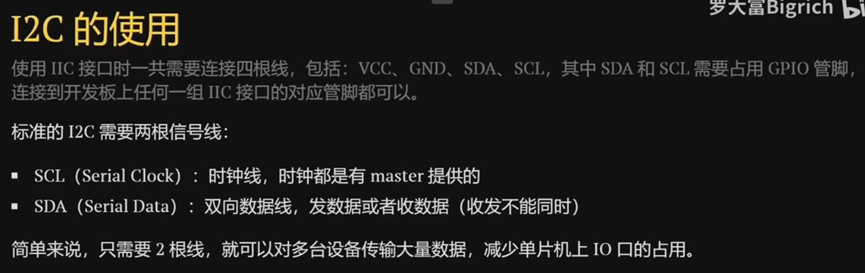 罗大富Bigrich
I2C 的使用
使用 IIC 接口时一共需要连接四根线，包括：VCC、GND、SDA、SCL，其中 SDA 和 SCL 需要占用 GPIO 管脚，
连接到开发板上任何一组 IIC 接口的对应管脚都可以。
标准的 I2C 需要两根信号线：
▪ SCL（Serial Clock）：时钟线，时钟都是有 master 提供的
▪ SDA（Serial Data）：双向数据线，发数据或者收数据（收发不能同时）
简单来说，只需要 2 根线，就可以对多台设备传输大量数据，减少单片机上 IO 口的占用。